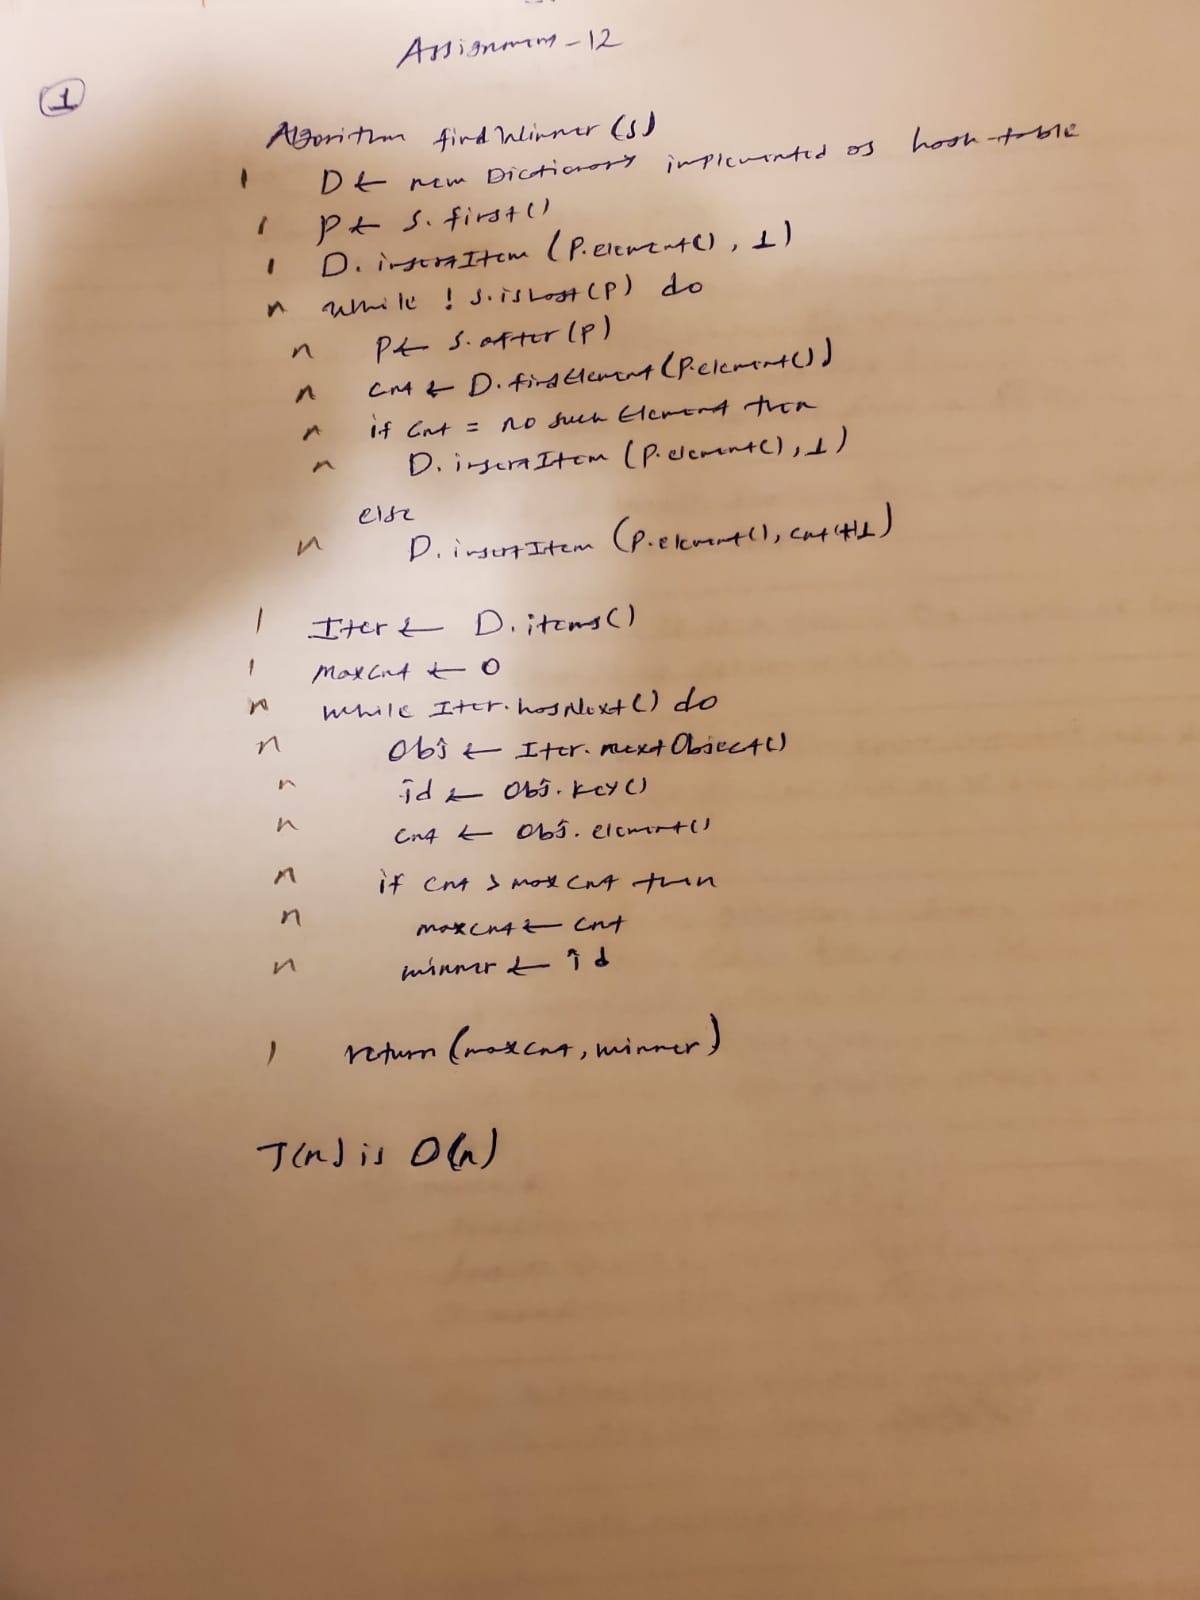 Assignment - 12
1
Algorithm findWinner (S)
1 D ← new Dictionary implemented as hash-table
1 P ← S.first()
1 D.insertItem (P.element(), 1)
n while ! S.isLast(P) do
n P ← S.after(P)
n cnt ← D.findElement(P.element())
n if cnt = no such Element then
n D.insertItem (P.element(), 1)
else
n D.insertItem (P.element(), cnt+1)
1 Iter ← D.items()
1 maxcnt ← 0
n while Iter.hasNext() do
n Obj ← Iter.nextObject()
n id ← Obj.key()
n cnt ← Obj.element()
n if cnt > maxcnt then
n maxcnt ← cnt
n winner ← id
1 return (maxcnt, winner)
T(n) is O(n)